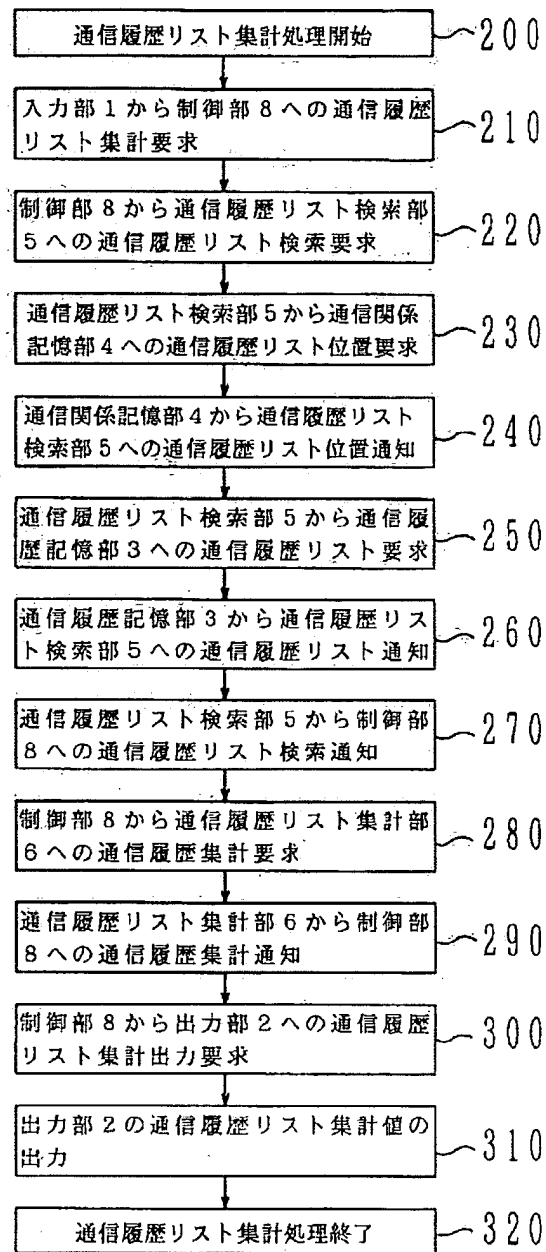 通信履歴リスト集計処理開始
200
入力部1から制御部8への通信履歴
リスト集計要求
210
制御部8から通信履歴リスト検索部
5への通信履歴リスト検索要求
220
通信履歴リスト検索部5から通信関係
記憶部4への通信履歴リスト位置要求
230
通信関係記憶部4から通信履歴リスト
検索部5への通信履歴リスト位置通知
240
通信履歴リスト検索部5から通信履
歴記憶部3への通信履歴リスト要求
250
通信履歴記憶部3から通信履歴リス
ト検索部5への通信履歴リスト通知
260
通信履歴リスト検索部5から制御部
8への通信履歴リスト検索通知
270
制御部8から通信履歴リスト集計部
6への通信履歴集計要求
280
通信履歴リスト集計部6から制御部
8への通信履歴集計通知
290
制御部8から出力部2への通信履歴
リスト集計出力要求
300
出力部2の通信履歴リスト集計値の
出力
310
通信履歴リスト集計処理終了
320